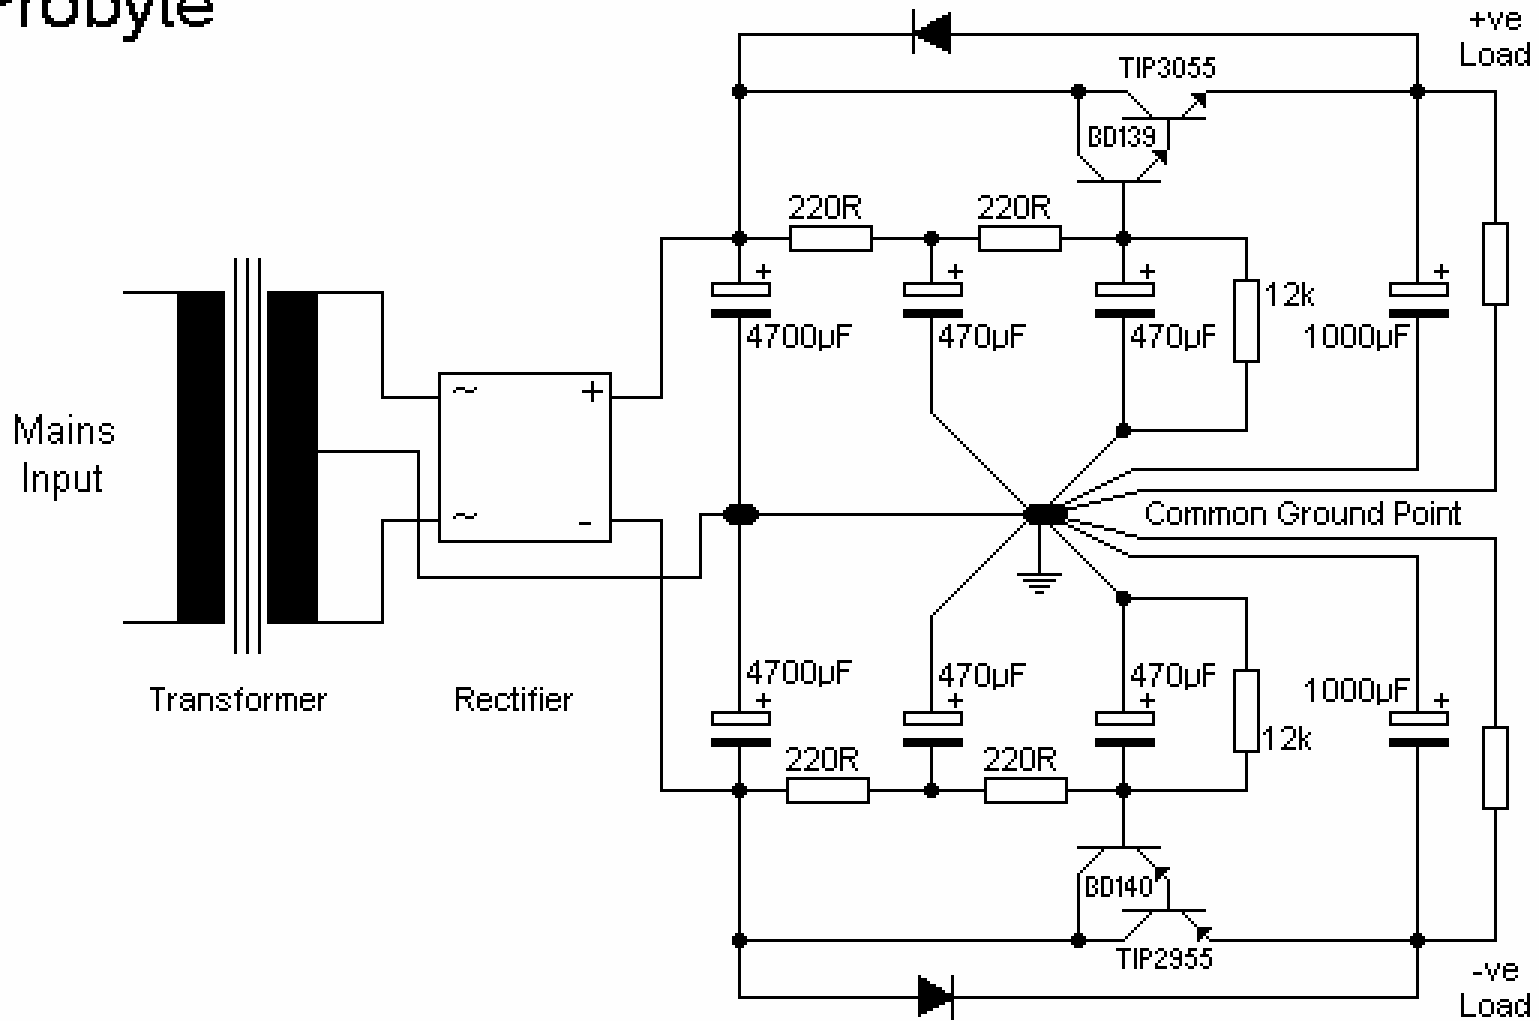 Probyte
+ve
Load
TIP3055
BD139
220R
220R
+
+
+
+
12k
4700µF
470µF
470µF
1000µF
~
+
Mains
Input
~
-
Common Ground Point
4700µF
470µF
470µF
1000µF
+
+
+
+
Transformer
Rectifier
12k
220R
220R
BD140
TIP2955
-ve
Load